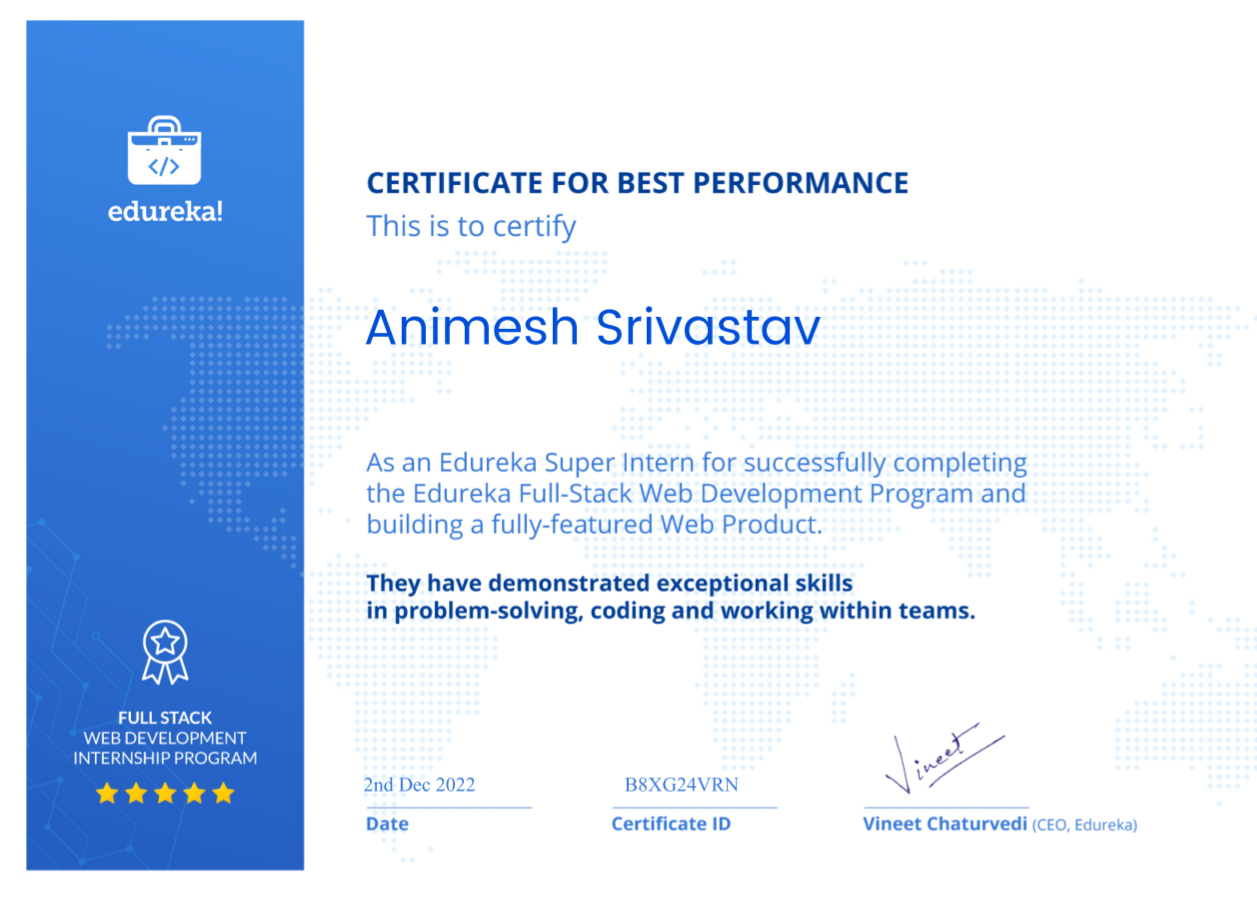 </>
edureka!
CERTIFICATE FOR BEST PERFORMANCE
This is to certify
Animesh Srivastav
As an Edureka Super Intern for successfully completing
the Edureka Full-Stack Web Development Program and
building a fully-featured Web Product.
They have demonstrated exceptional skills
in problem-solving, coding and working within teams.
FULL STACK
WEB DEVELOPMENT
INTERNSHIP PROGRAM
2nd Dec 2022
Date
B8XG24VRN
Certificate ID
Vineet
Vineet Chaturvedi (CEO, Edureka)